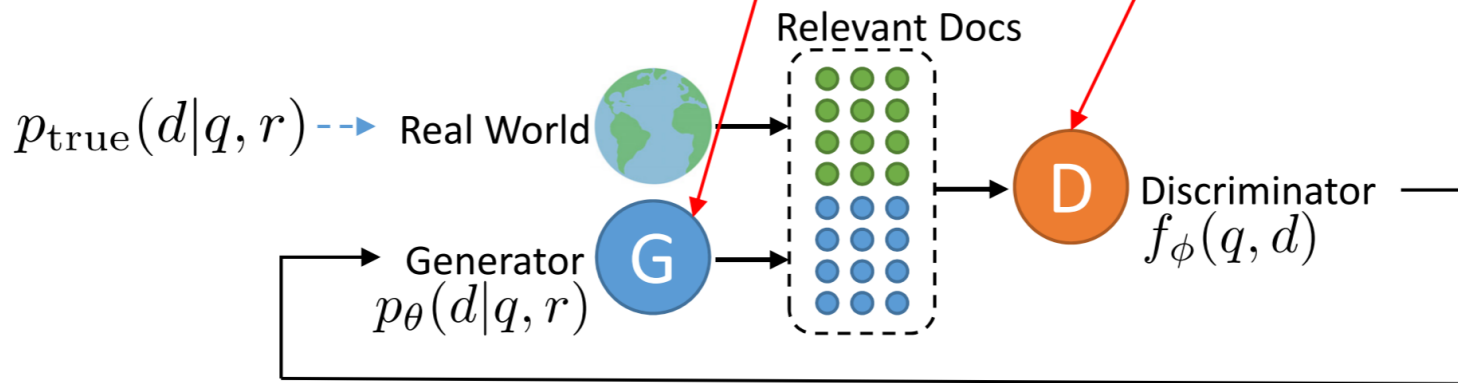 Relevant Docs
p_true(d|q, r)
Real World
D
Discriminator
f_ϕ(q, d)
G
Generator
p_θ(d|q, r)